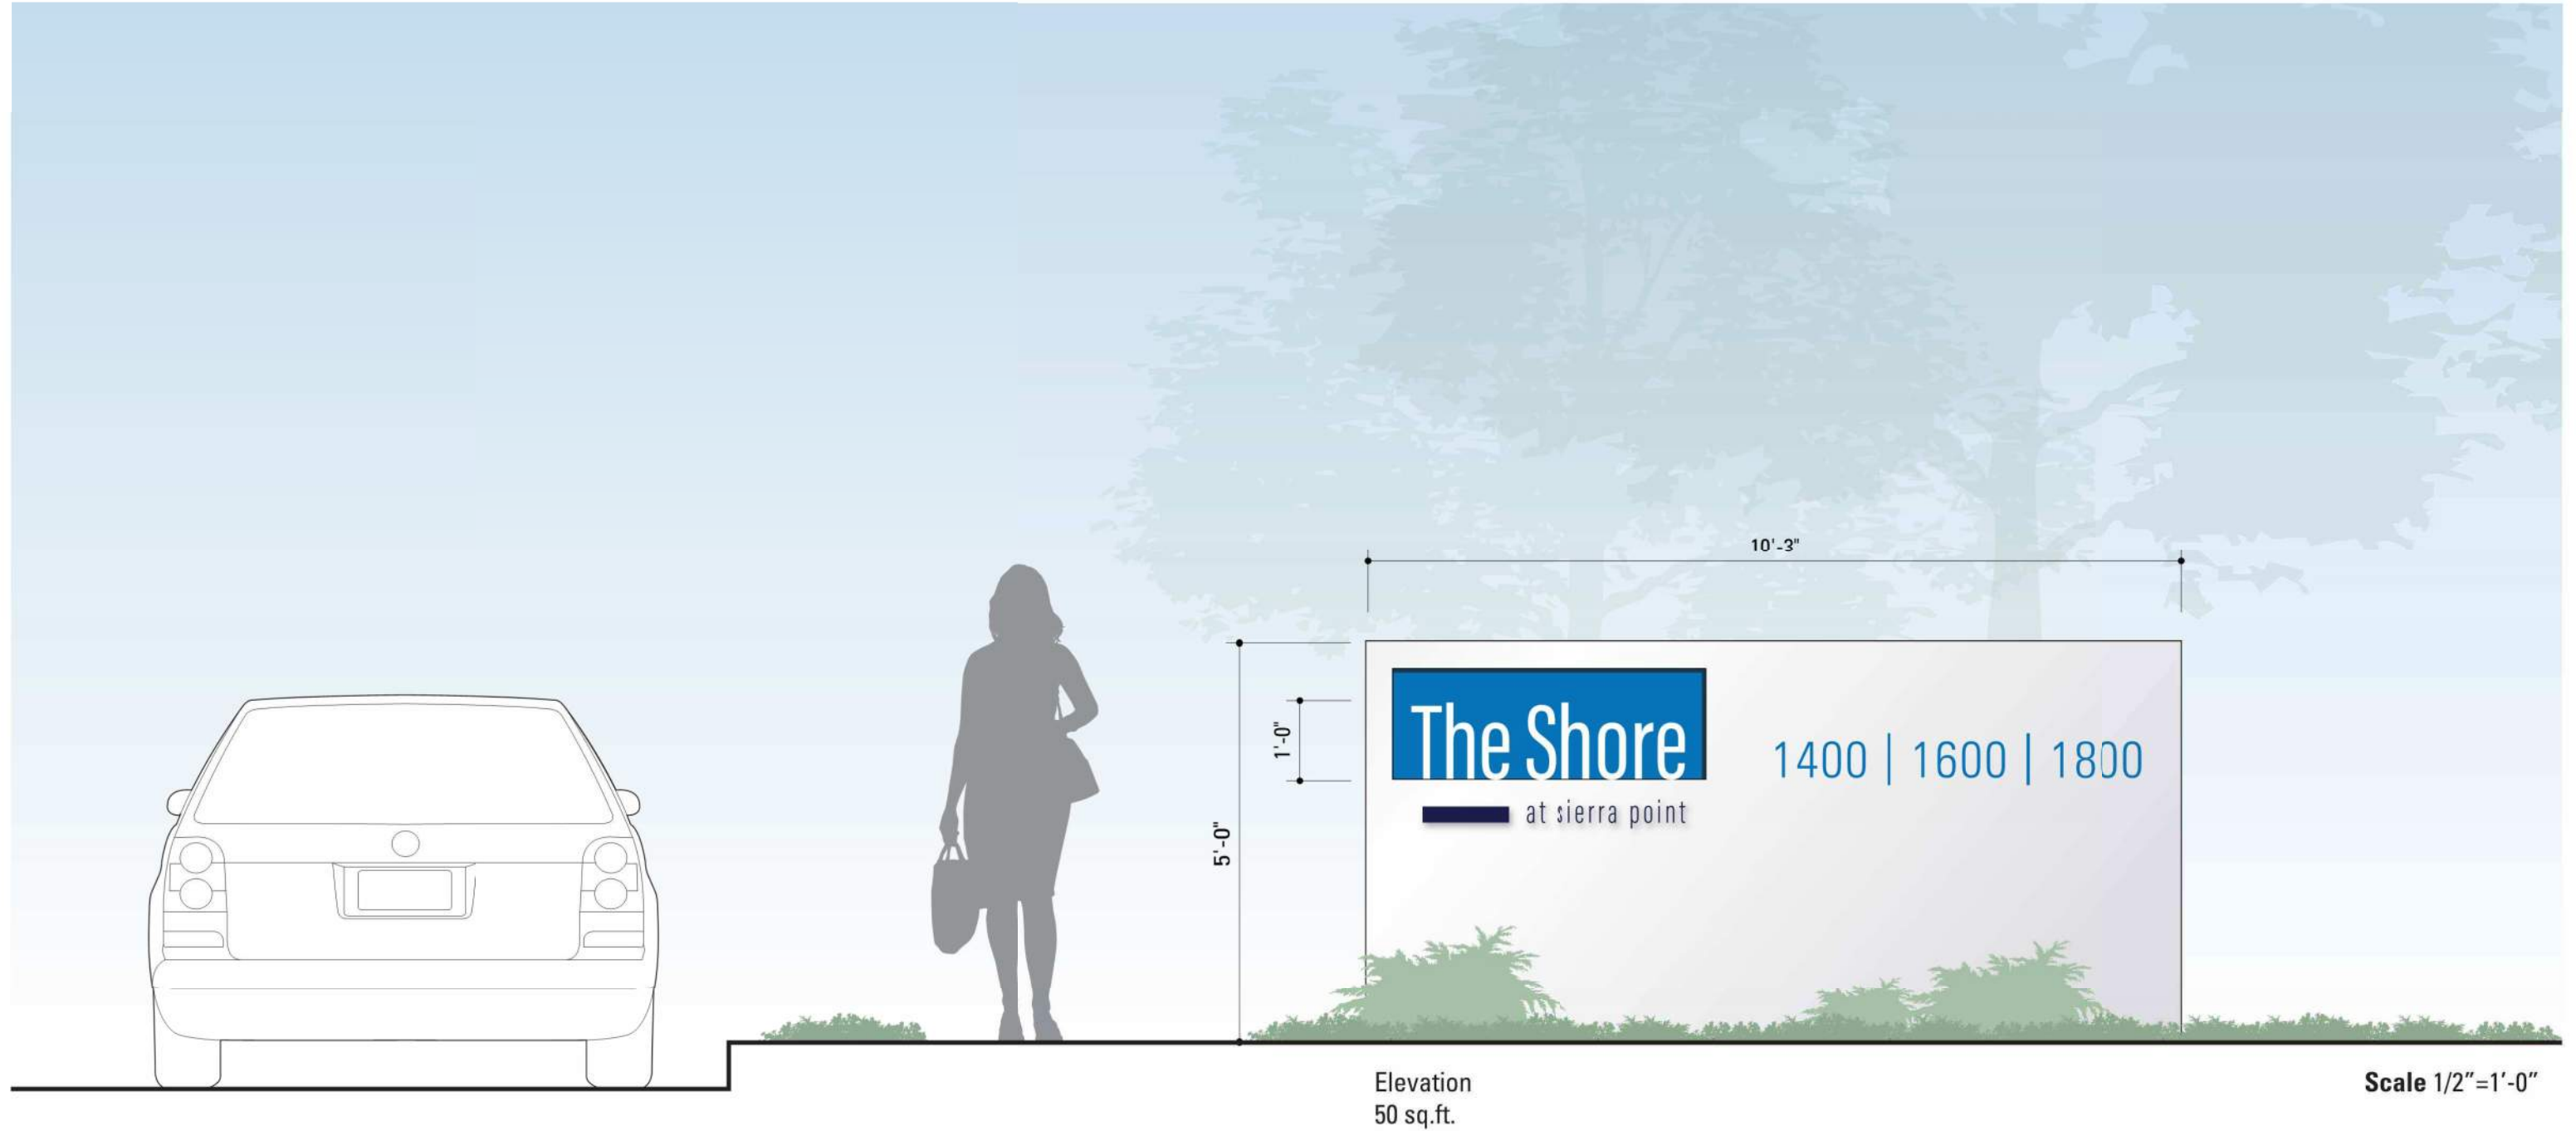 10'-3"
The Shore
1400 | 1600 | 1800
1'-0"
at sierra point
5'-0"
Elevation
50 sq.ft.
Scale 1/2"=1'-0"